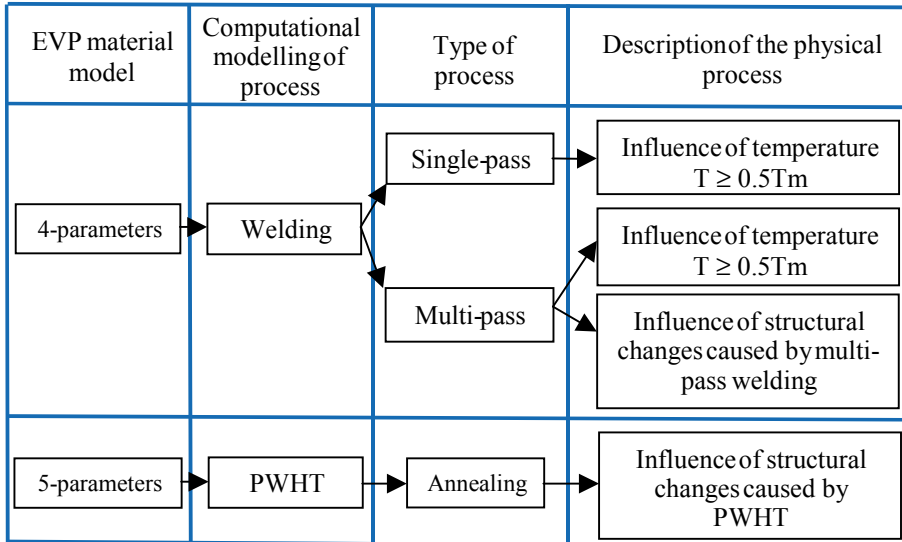 EVP material
model
Computational
modelling of
process
Type of
process
Description of the physical
process
4-parameters
Welding
Single-pass
Influence of temperature
T ≥ 0.5Tm
Multi-pass
Influence of temperature
T ≥ 0.5Tm
Influence of structural
changes caused by multi-
pass welding
5-parameters
PWHT
Annealing
Influence of structural
changes caused by
PWHT